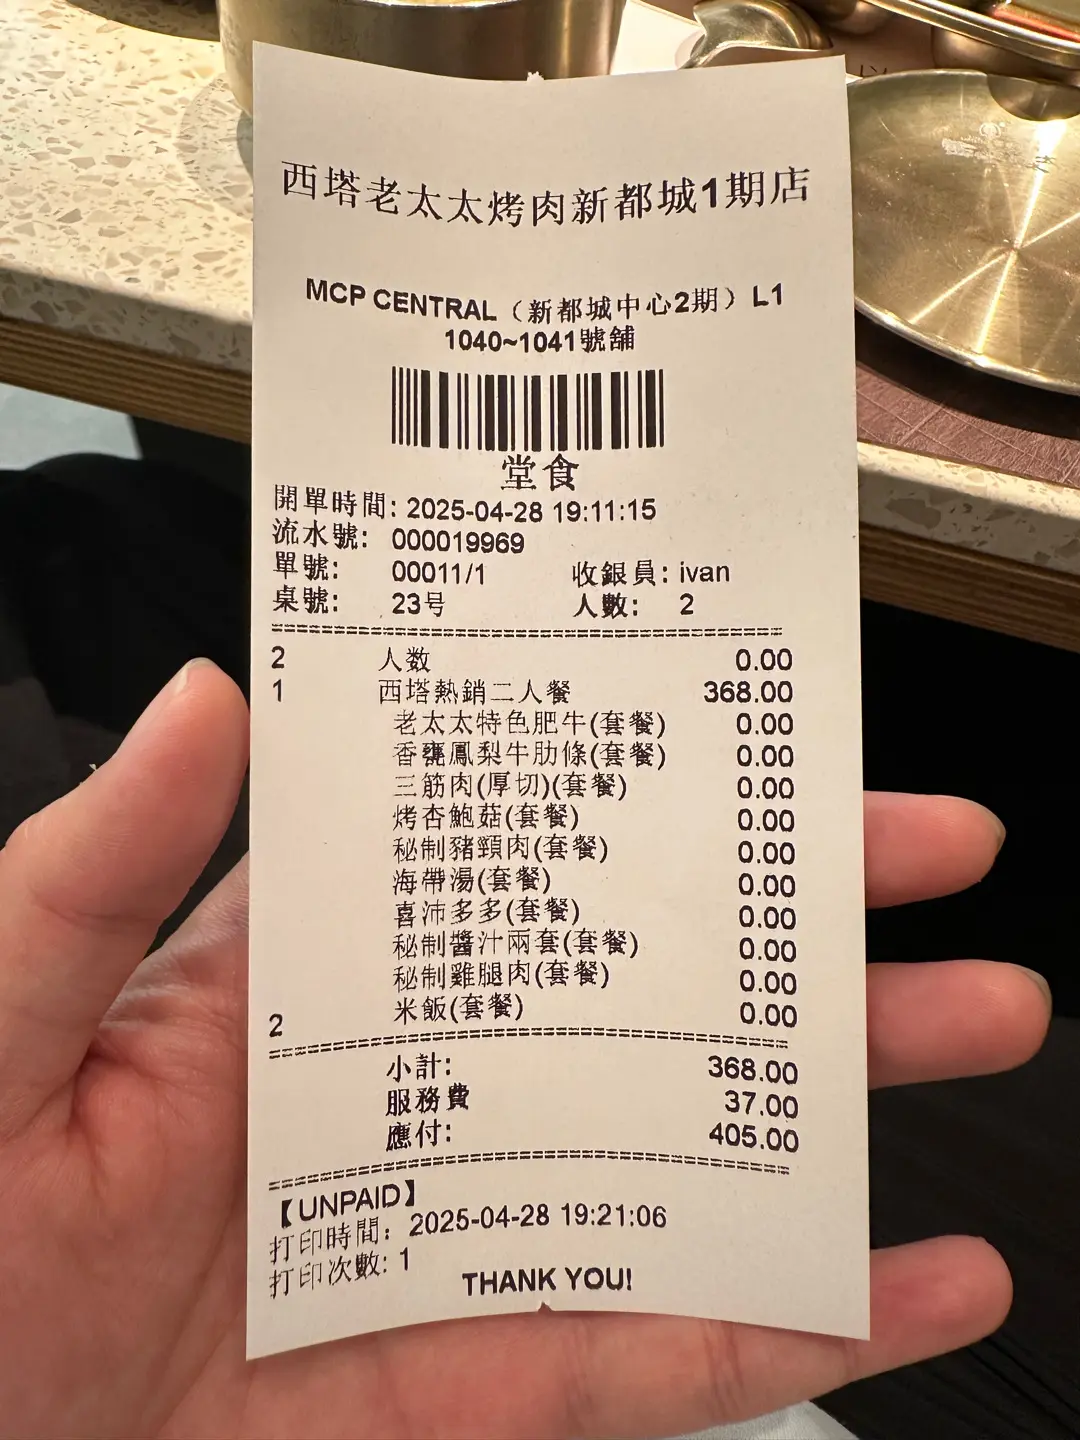 西塔老太太烤肉新都城1期店
MCP CENTRAL（新都城中心2期）L1
1040~1041號舖
堂食
開單時間: 2025-04-28 19:11:15
流水號: 000019969
單號: 00011/1 收銀員: ivan
桌號: 23号 人數: 2
2 人数 0.00
1 西塔熱銷二人餐 368.00
老太太特色肥牛(套餐) 0.00
香甕鳳梨牛肋條(套餐) 0.00
三筋肉(厚切)(套餐) 0.00
烤杏鮑菇(套餐) 0.00
秘制豬頸肉(套餐) 0.00
海帶湯(套餐) 0.00
喜沛多多(套餐) 0.00
秘制醬汁兩套(套餐) 0.00
秘制雞腿肉(套餐) 0.00
2 米飯(套餐) 0.00
小計: 368.00
服務費 37.00
應付: 405.00
【UNPAID】
打印時間: 2025-04-28 19:21:06
打印次數: 1
THANK YOU!